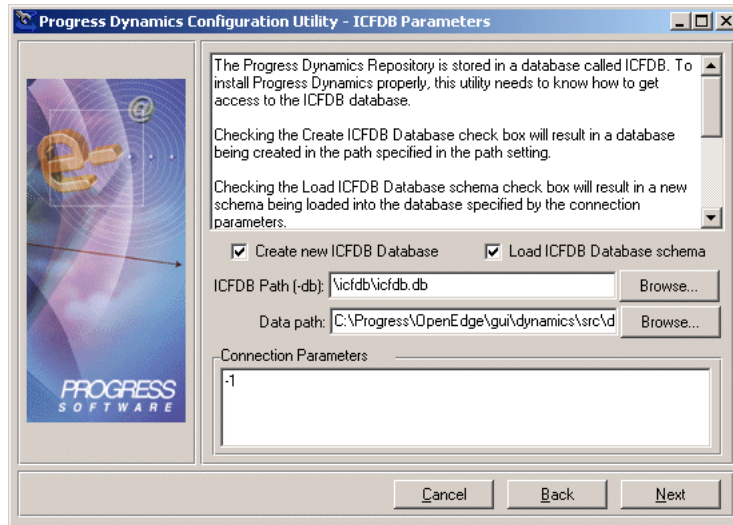 Progress Dynamics Configuration Utility - ICFDB Parameters
The Progress Dynamics Repository is stored in a database called ICFDB. To
install Progress Dynamics properly, this utility needs to know how to get
access to the ICFDB database.
Checking the Create ICFDB Database check box will result in a database
being created in the path specified in the path setting.
Checking the Load ICFDB Database schema check box will result in a new
schema being loaded into the database specified by the connection
parameters.
@
e-
Create new ICFDB Database Load ICFDB Database schema
ICFDB Path (-db): \icfdb\icfdb.db Browse...
Data path: C:\Progress\OpenEdge\gui\dynamics\src\d Browse...
Connection Parameters
-1
PROGRESS
SOFTWARE
Cancel Back Next